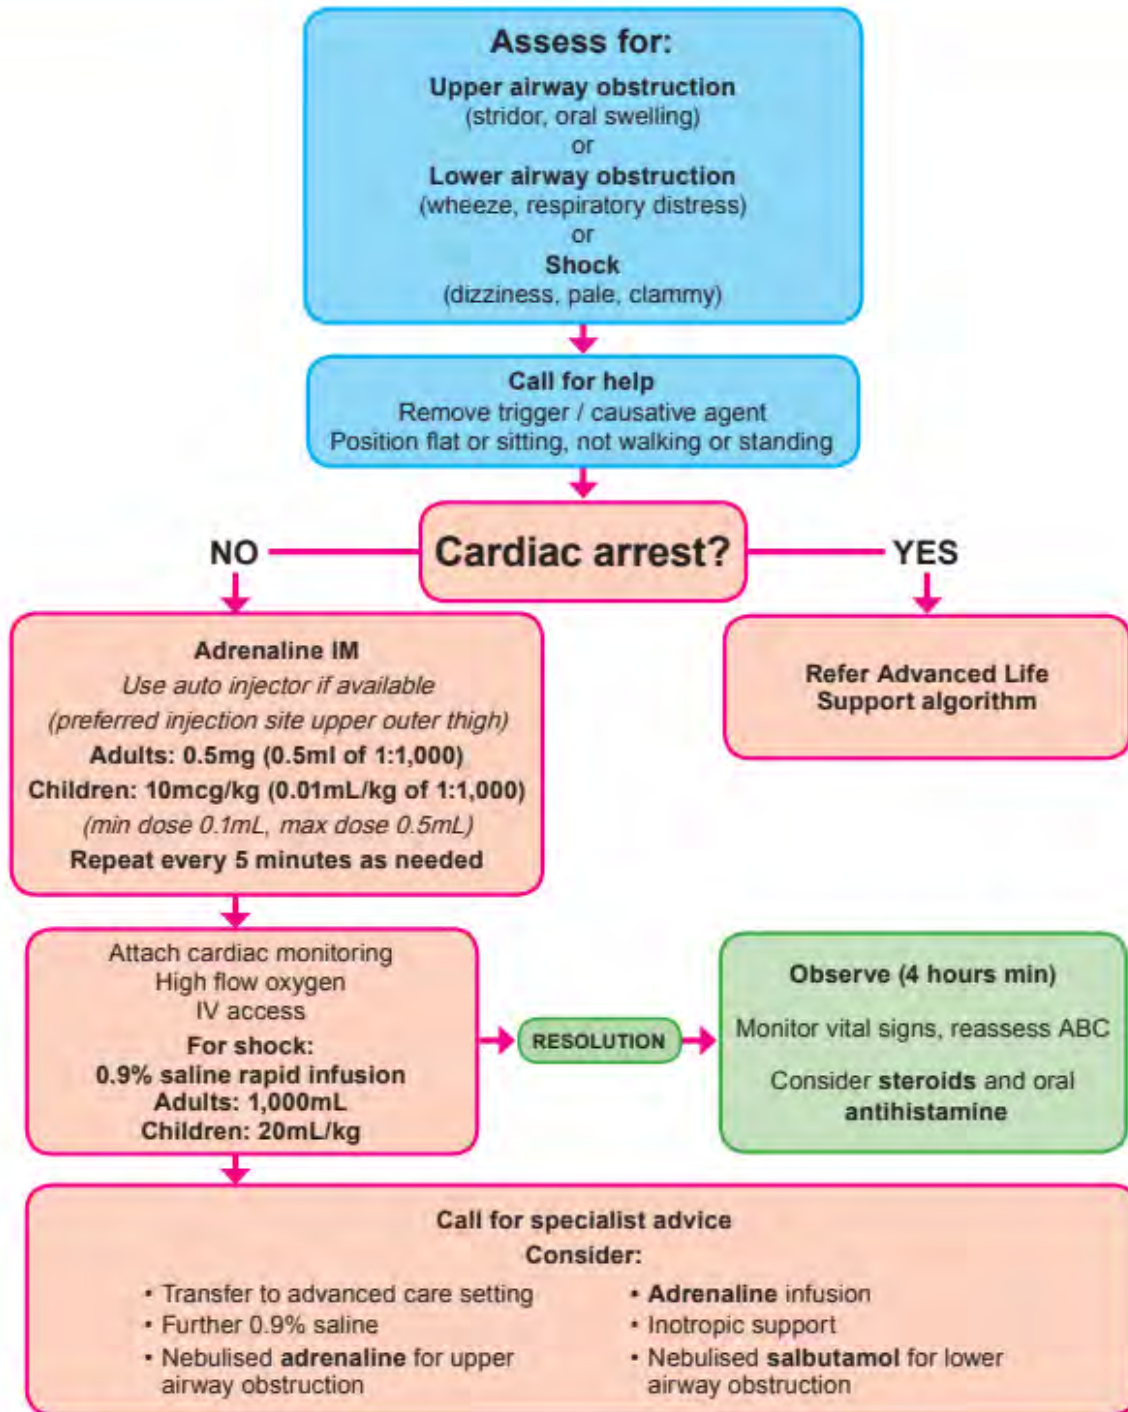 Assess for:
Upper airway obstruction
(stridor, oral swelling)
or
Lower airway obstruction
(wheeze, respiratory distress)
or
Shock
(dizziness, pale, clammy)
Call for help
Remove trigger / causative agent
Position flat or sitting, not walking or standing
Cardiac arrest?
NO
YES
Adrenaline IM
Use auto injector if available
(preferred injection site upper outer thigh)
Adults: 0.5mg (0.5ml of 1:1,000)
Children: 10mcg/kg (0.01mL/kg of 1:1,000)
(min dose 0.1mL, max dose 0.5mL)
Repeat every 5 minutes as needed
Refer Advanced Life
Support algorithm
Attach cardiac monitoring
High flow oxygen
IV access
For shock:
0.9% saline rapid infusion
Adults: 1,000mL
Children: 20mL/kg
RESOLUTION
Observe (4 hours min)
Monitor vital signs, reassess ABC
Consider steroids and oral
antihistamine
Call for specialist advice
Consider:
• Transfer to advanced care setting
• Further 0.9% saline
• Nebulised adrenaline for upper
airway obstruction
• Adrenaline infusion
• Inotropic support
• Nebulised salbutamol for lower
airway obstruction